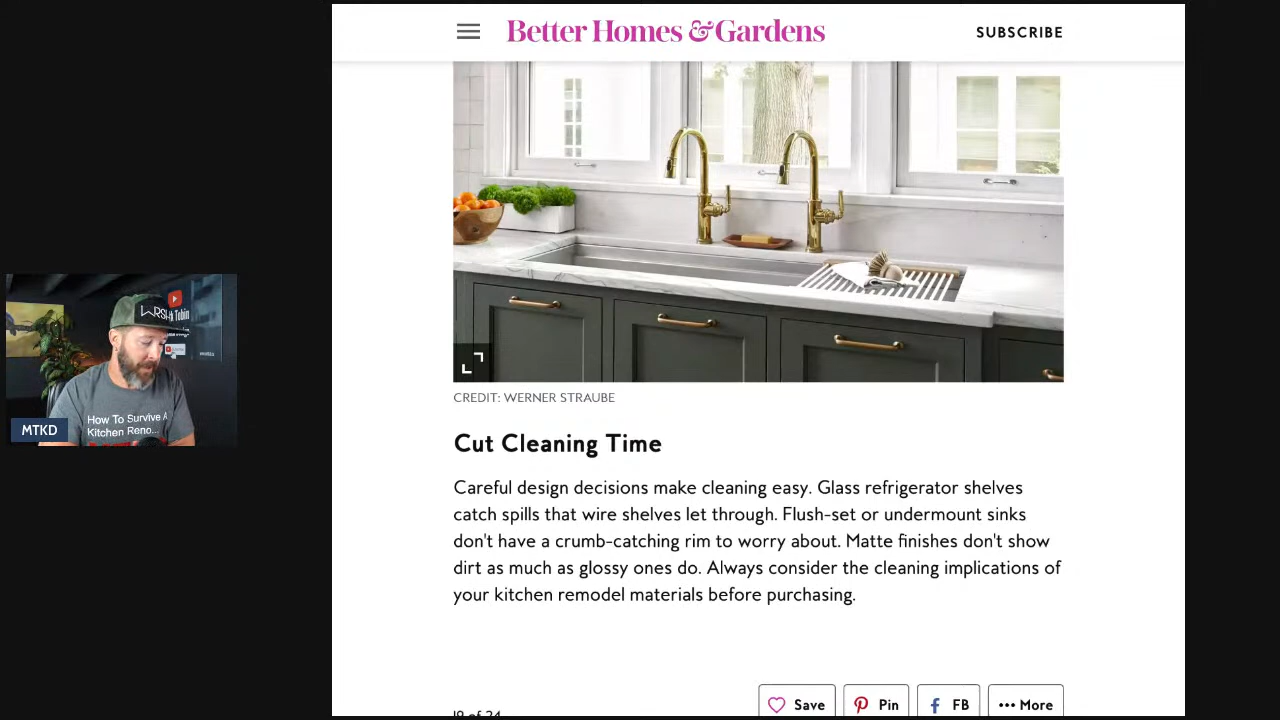 Better Homes & Gardens
SUBSCRIBE
CREDIT: WERNER STRAUBE
Cut Cleaning Time
Careful design decisions make cleaning easy. Glass refrigerator shelves
catch spills that wire shelves let through. Flush-set or undermount sinks
don't have a crumb-catching rim to worry about. Matte finishes don't show
dirt as much as glossy ones do. Always consider the cleaning implications of
your kitchen remodel materials before purchasing.
19 of 24
Save
Pin
FB
More
How To Survive A
Kitchen Reno...
MTKD